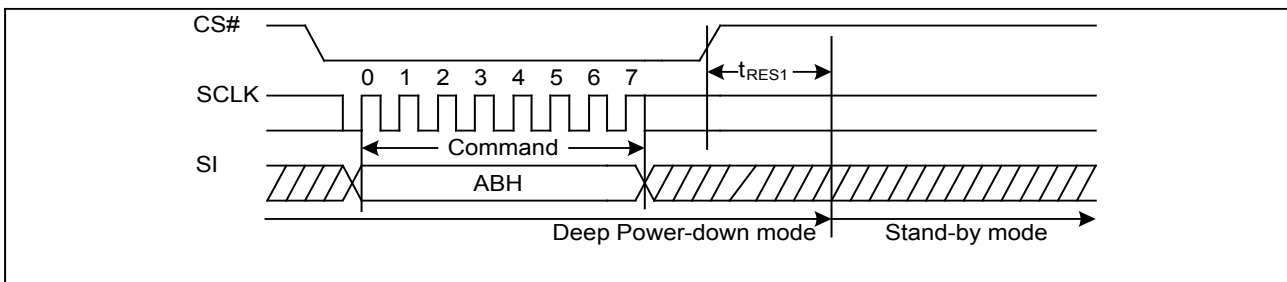 CS#
tRES1
0 1 2 3 4 5 6 7
SCLK
Command
SI
ABH
Deep Power-down mode
Stand-by mode